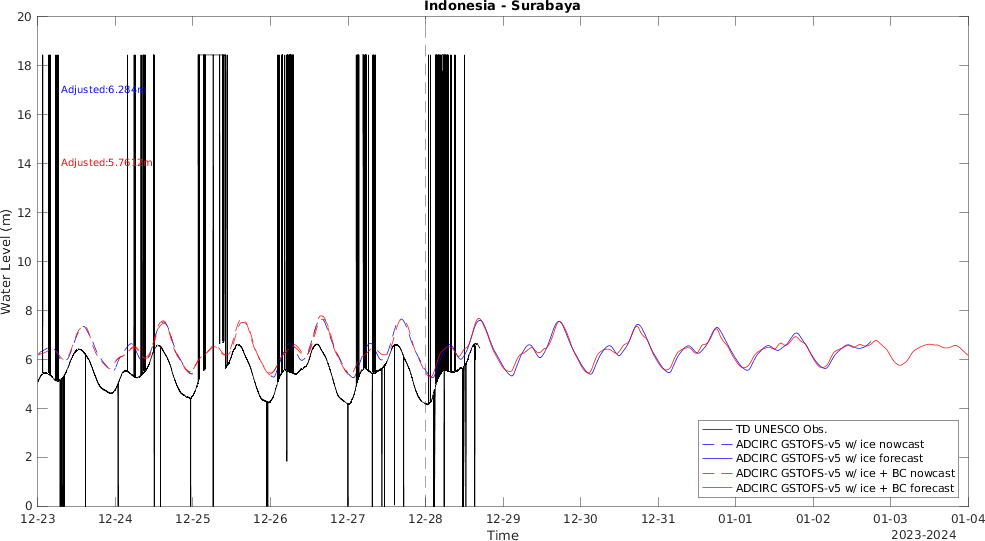 Indonesia - Surabaya
20
18
16
14
12
10
8
6
4
2
0
Water Level (m)
Adjusted:6.284m
Adjusted:5.7612m
TD UNESCO Obs.
ADCIRC GSTOFS-v5 w/ ice nowcast
ADCIRC GSTOFS-v5 w/ ice forecast
ADCIRC GSTOFS-v5 w/ ice + BC nowcast
ADCIRC GSTOFS-v5 w/ ice + BC forecast
12-23 12-24 12-25 12-26 12-27 12-28 12-29 12-30 12-31 01-01 01-02 01-03 01-04
Time
2023-2024